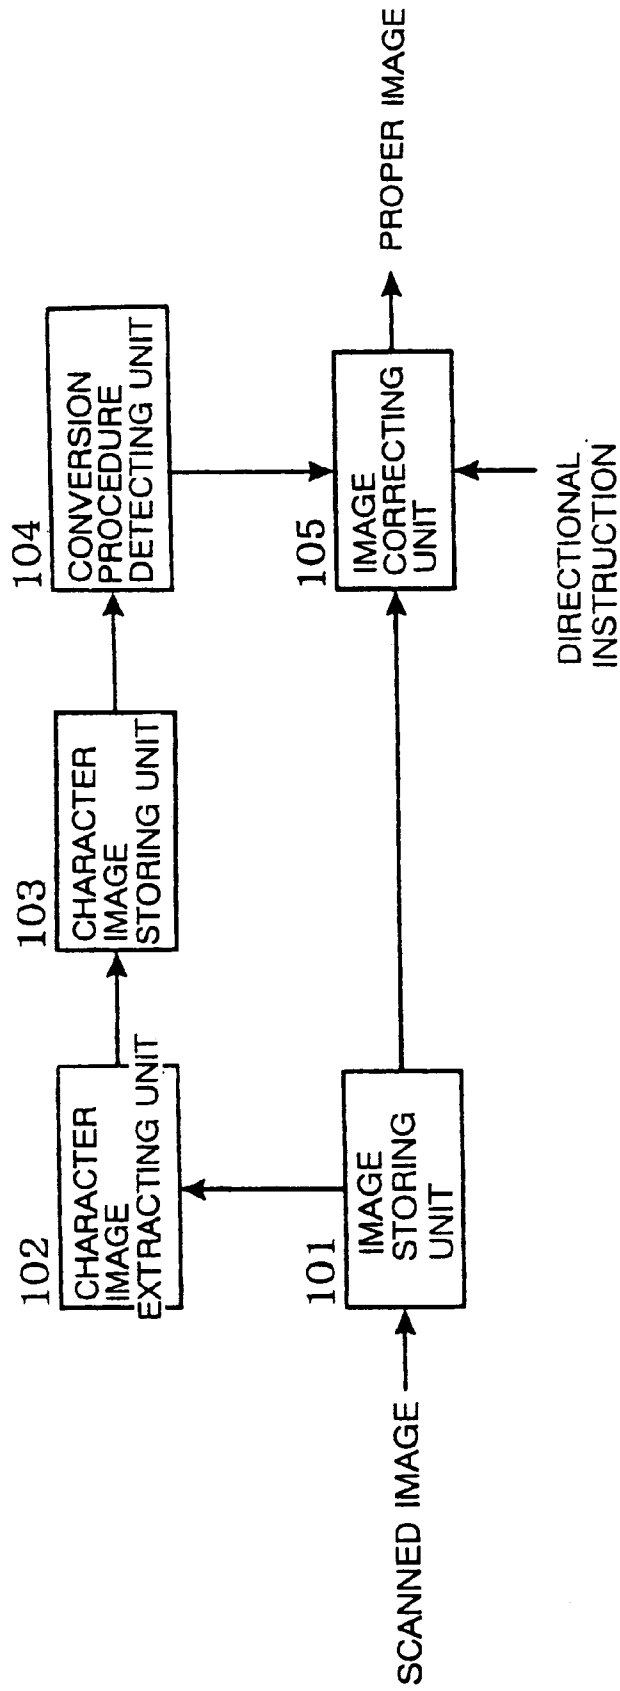 102
CHARACTER
IMAGE
EXTRACTING UNIT
103
CHARACTER
IMAGE
STORING UNIT
104
CONVERSION
PROCEDURE
DETECTING UNIT
SCANNED IMAGE
101
IMAGE
STORING
UNIT
105
IMAGE
CORRECTING
UNIT
PROPER IMAGE
DIRECTIONAL
INSTRUCTION